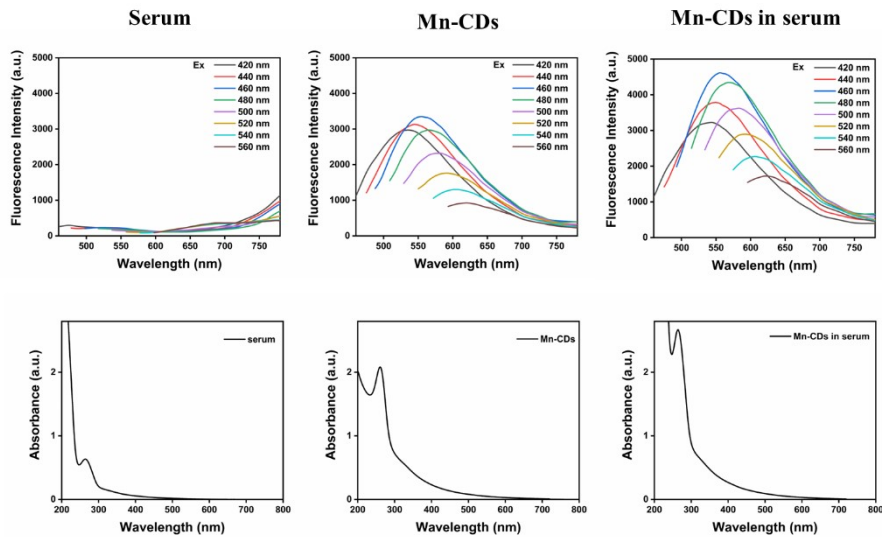 Serum
Mn-CDs
Mn-CDs in serum
Fluorescence Intensity (a.u.)
5000
4000
3000
2000
1000
0
Ex
420 nm
440 nm
460 nm
480 nm
500 nm
520 nm
540 nm
560 nm
500 550 600 650 700 750
Wavelength (nm)
Fluorescence Intensity (a.u.)
5000
4000
3000
2000
1000
0
Ex
420 nm
440 nm
460 nm
480 nm
500 nm
520 nm
540 nm
560 nm
500 550 600 650 700 750
Wavelength (nm)
Fluorescence Intensity (a.u.)
5000
4000
3000
2000
1000
0
Ex
420 nm
440 nm
460 nm
480 nm
500 nm
520 nm
540 nm
560 nm
500 550 600 650 700 750
Wavelength (nm)
Absorbance (a.u.)
2
1
0
serum
200 300 400 500 600 700 800
Wavelength (nm)
Absorbance (a.u.)
2
1
0
Mn-CDs
200 300 400 500 600 700 800
Wavelength (nm)
Absorbance (a.u.)
2
1
0
Mn-CDs in serum
200 300 400 500 600 700 800
Wavelength (nm)